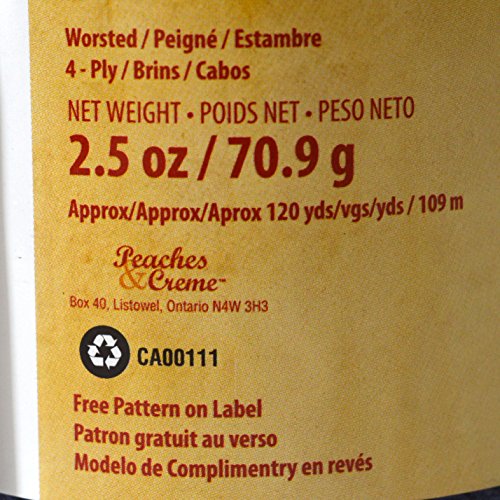 Worsted / Peigné / Estambre
4 - Ply / Brins / Cabos
NET WEIGHT • POIDS NET • PESO NETO
2.5 oz / 70.9 g
Approx/Approx/Aprox 120 yds/vgs/yds / 109 m
Peaches
& Creme™
Box 40, Listowel, Ontario N4W 3H3
CA00111
Free Pattern on Label
Patron gratuit au verso
Modelo de Complimentry en revés